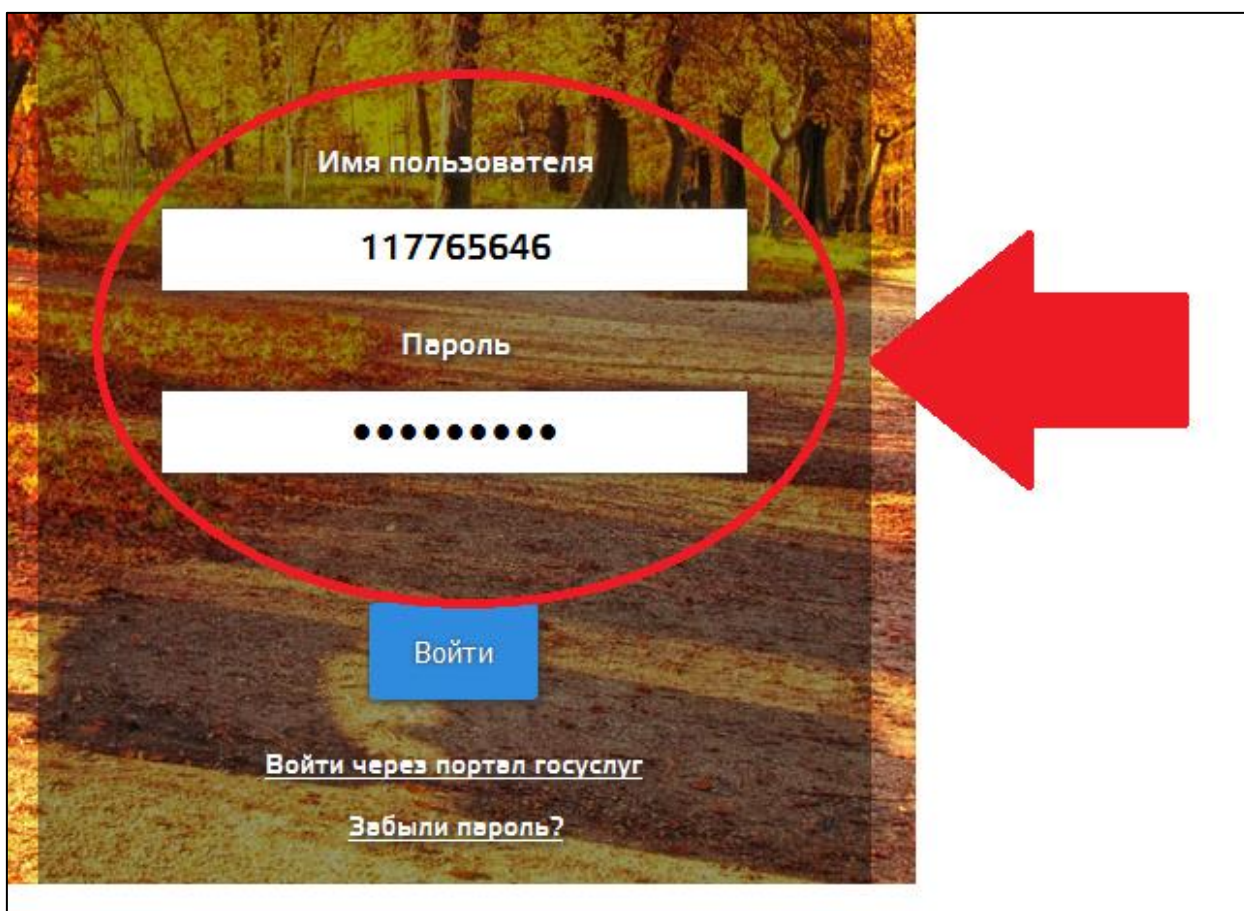 Имя пользователя
117765646
Пароль
•••••••••
Войти
Войти через портал госуслуг
Забыли пароль?